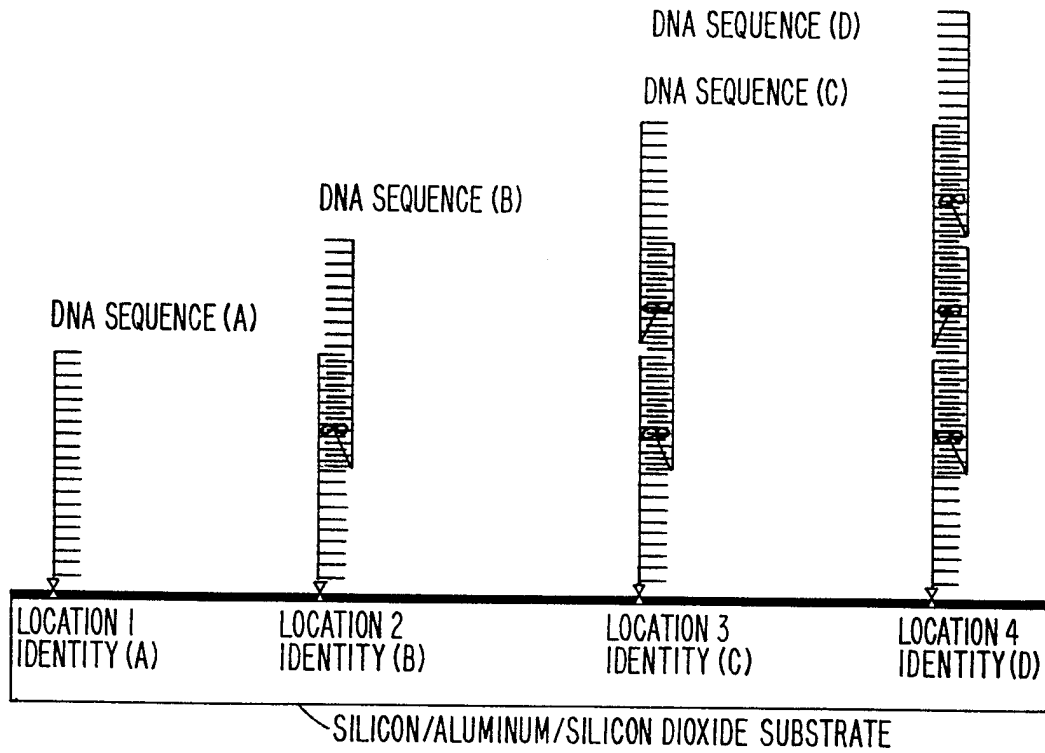 DNA SEQUENCE (D)
DNA SEQUENCE (C)
DNA SEQUENCE (B)
DNA SEQUENCE (A)
LOCATION 1
IDENTITY (A)
LOCATION 2
IDENTITY (B)
LOCATION 3
IDENTITY (C)
LOCATION 4
IDENTITY (D)
SILICON/ALUMINUM/SILICON DIOXIDE SUBSTRATE